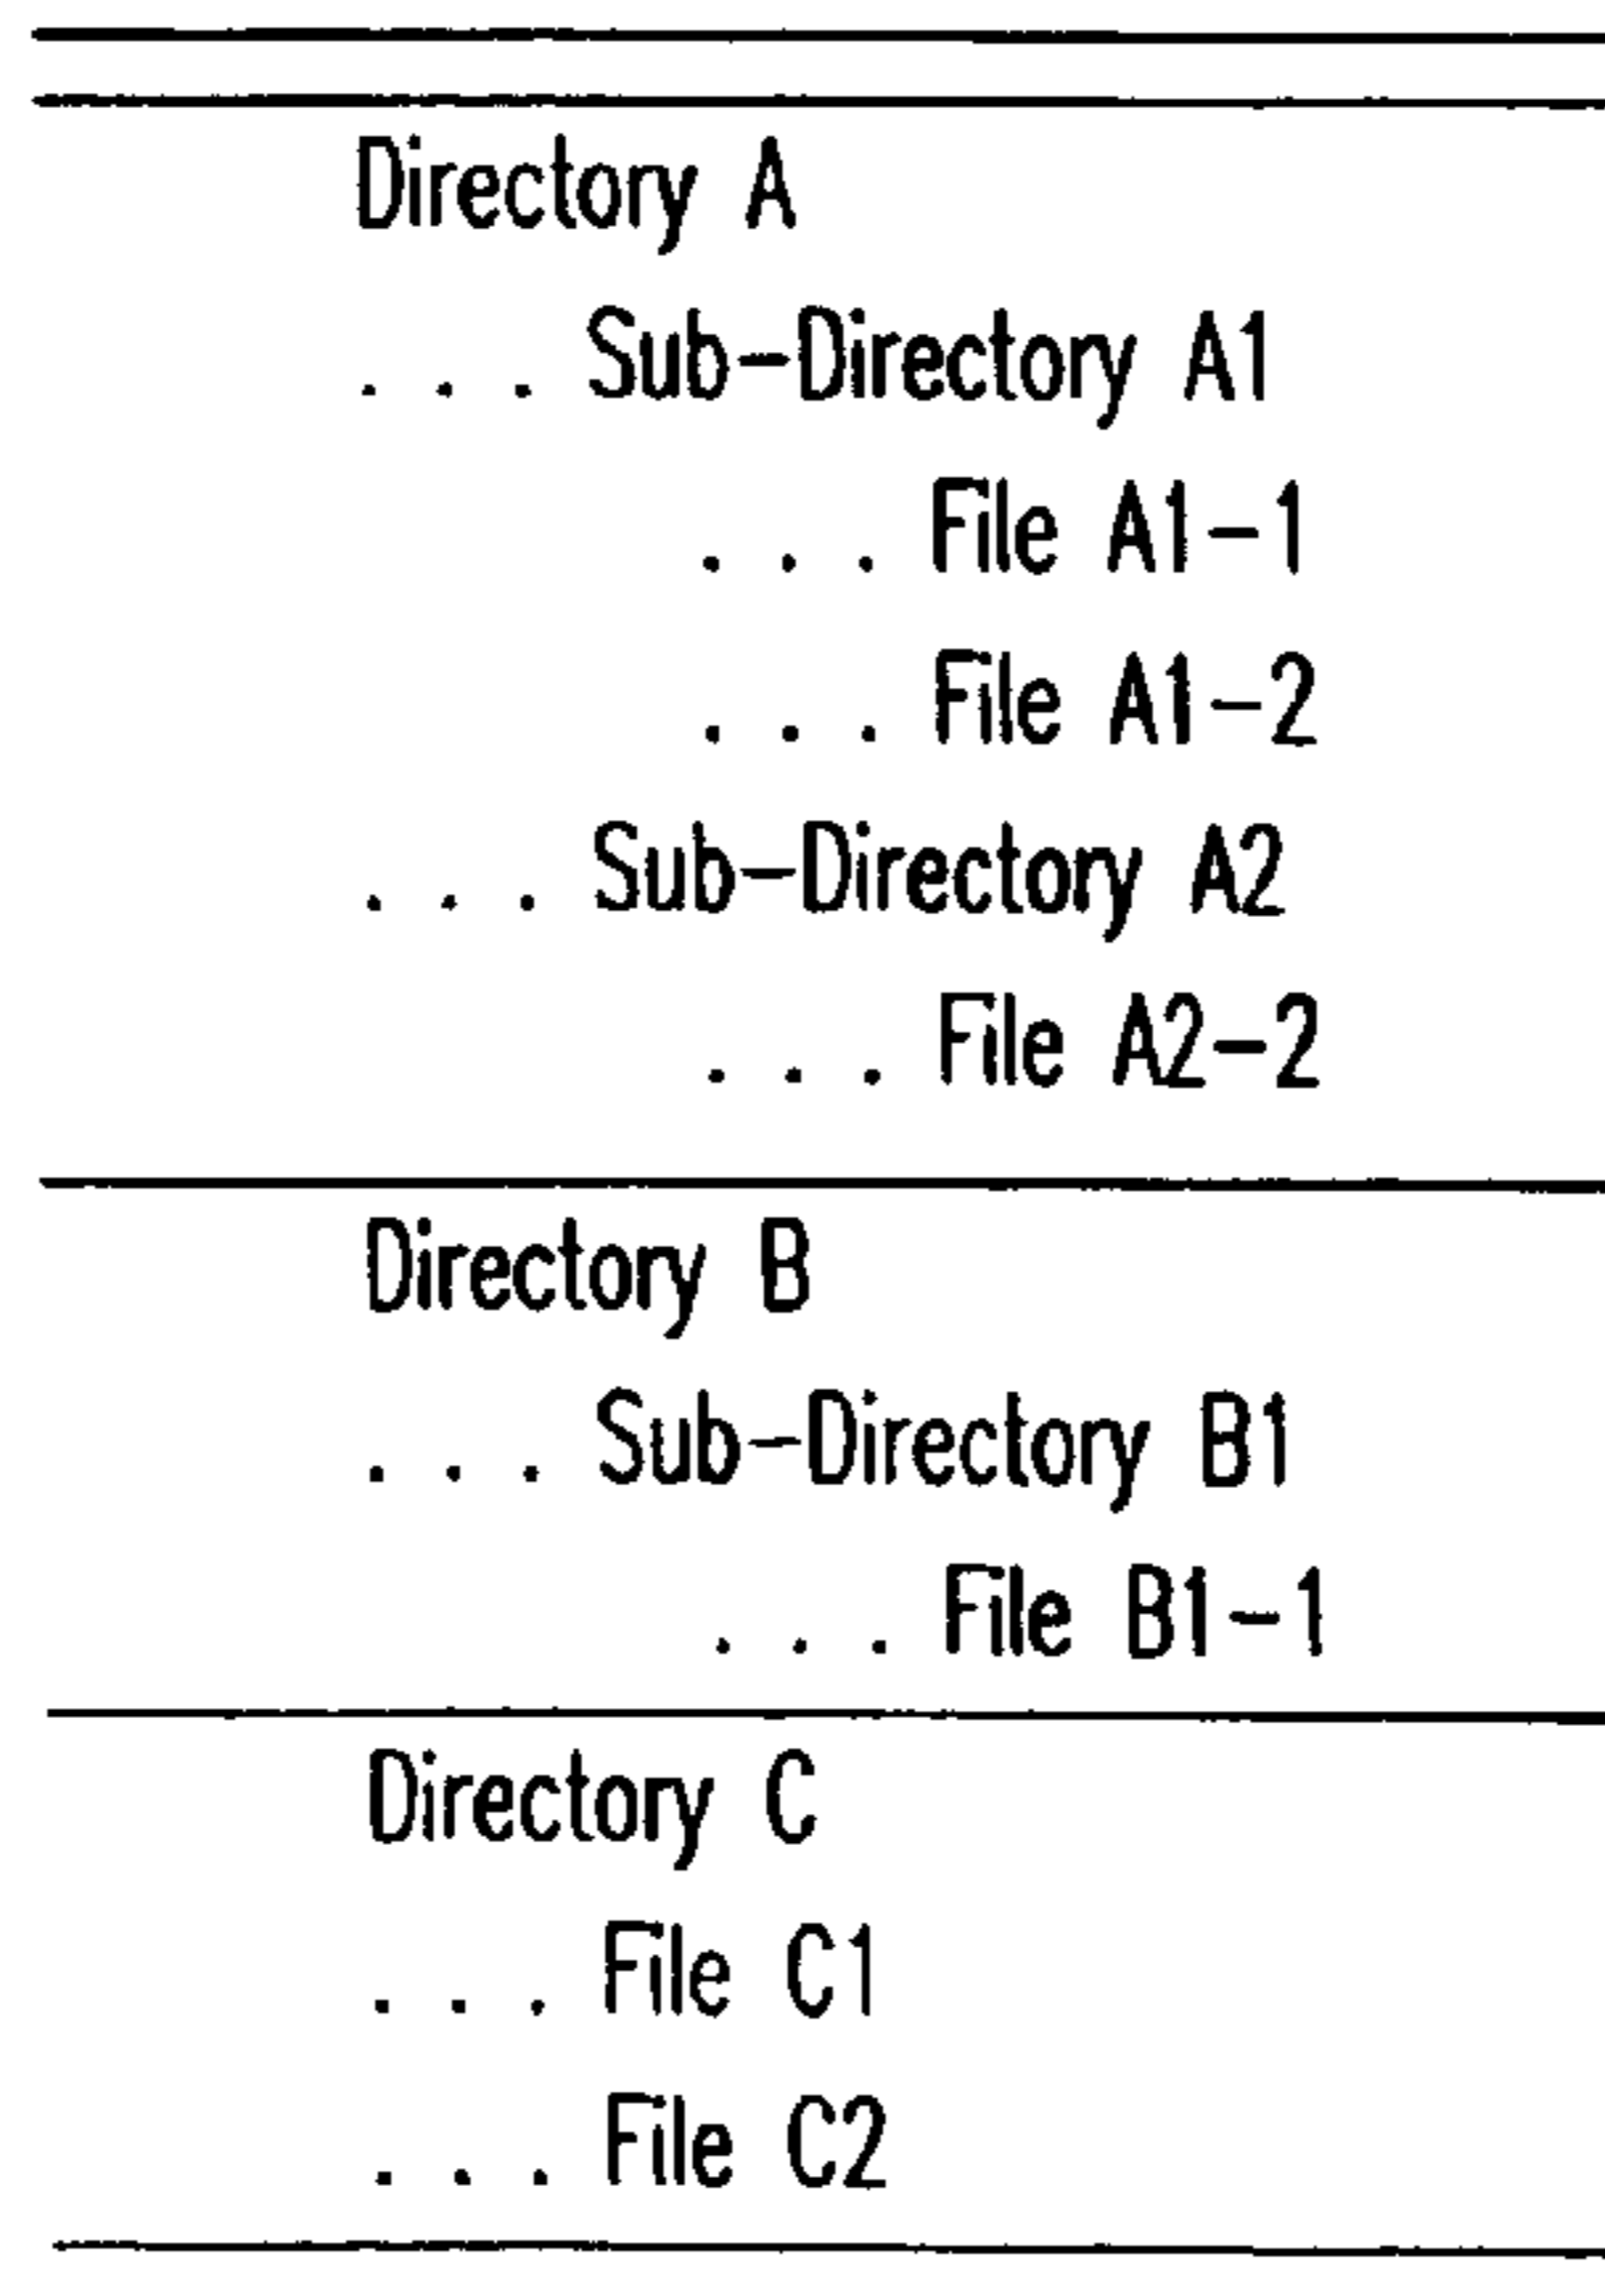 Directory A
. . . Sub-Directory A1
. . . File A1-1
. . . File A1-2
. . . Sub-Directory A2
. . . File A2-2
Directory B
. . . Sub-Directory B1
. . . File B1-1
Directory C
. . . File C1
. . . File C2